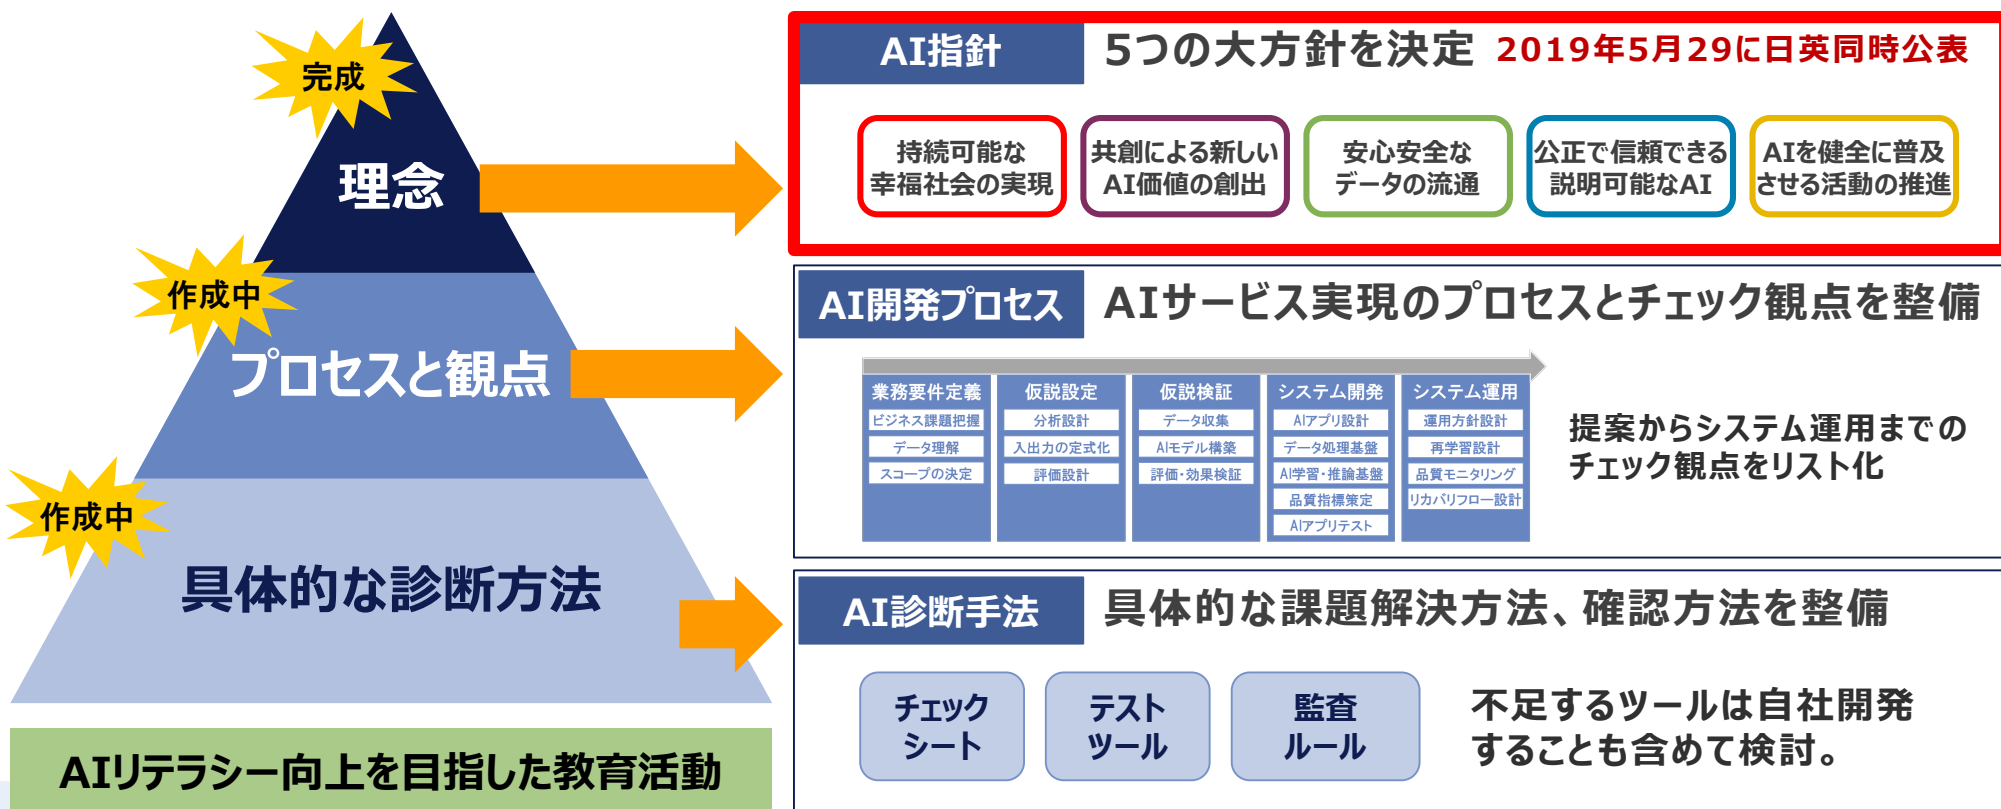 完成
理念
作成中
プロセスと観点
作成中
具体的な診断方法
AIリテラシー向上を目指した教育活動
AI指針
5つの大方針を決定
2019年5月29に日英同時公表
持続可能な
幸福社会の実現
共創による新しい
AI価値の創出
安心安全な
データの流通
公正で信頼できる
説明可能なAI
AIを健全に普及
させる活動の推進
AI開発プロセス
AIサービス実現のプロセスとチェック観点を整備
業務要件定義
ビジネス課題把握
データ理解
スコープの決定
仮説設定
分析設計
入出力の定式化
評価設計
仮説検証
データ収集
AIモデル構築
評価・効果検証
システム開発
AIアプリ設計
データ処理基盤
AI学習・推論基盤
品質指標策定
AIアプリテスト
システム運用
運用方針設計
再学習設計
品質モニタリング
リカバリフロー設計
提案からシステム運用までの
チェック観点をリスト化
AI診断手法
具体的な課題解決方法、確認方法を整備
チェック
シート
テスト
ツール
監査
ルール
不足するツールは自社開発
することも含めて検討。